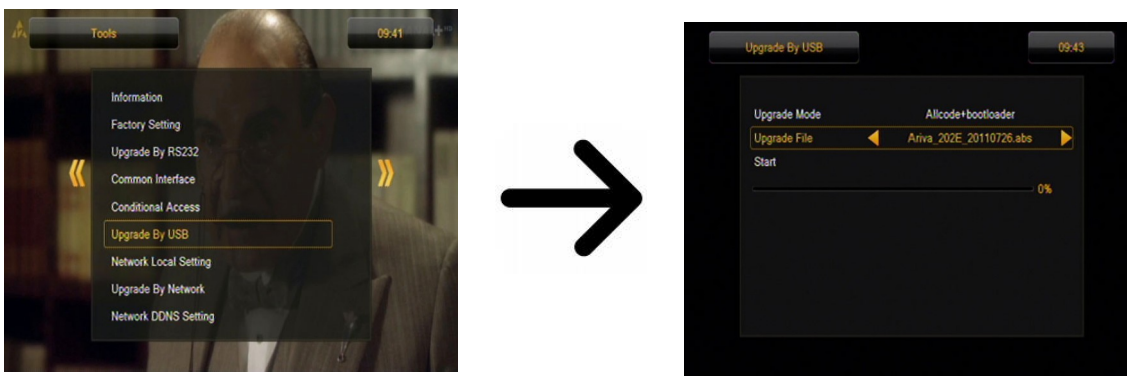 Tools
09:41
Information
Factory Setting
Upgrade By RS232
Common Interface
Conditional Access
Upgrade By USB
Network Local Setting
Upgrade By Network
Network DDNS Setting
Upgrade By USB
09:43
Upgrade Mode Allcode+bootloader
Upgrade File Ariva_202E_20110726.abs
Start
0%